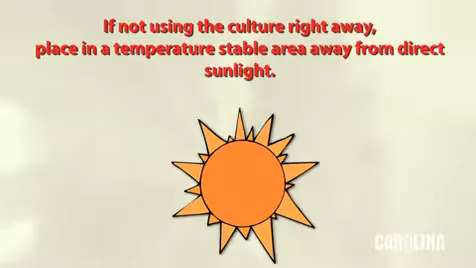 If not using the culture right away,
place in a temperature stable area away from direct
sunlight.
CAROLINA